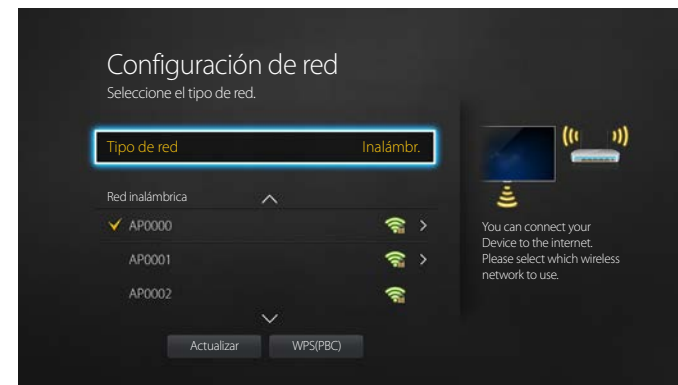 Configuración de red
Seleccione el tipo de red.
Tipo de red Inalámbr.
Red inalámbrica
AP0000
AP0001
AP0002
Actualizar WPS(PBC)
You can connect your
Device to the internet.
Please select which wireless
network to use.